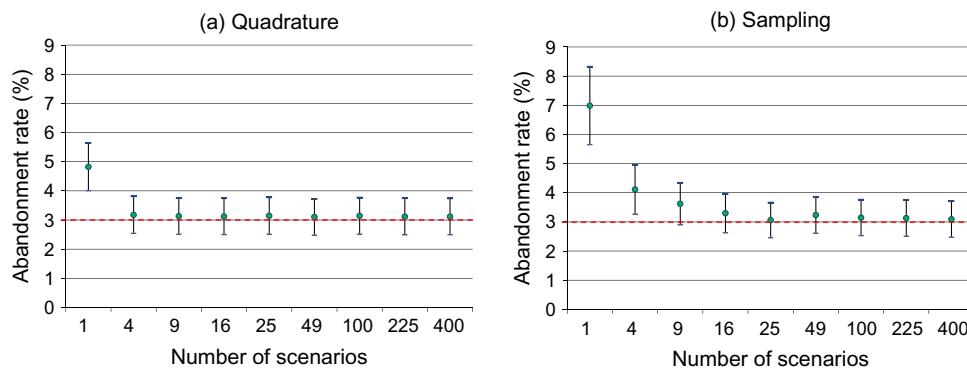 (a) Quadrature
Abandonment rate (%)
9
8
7
6
5
4
3
2
1
0
1 4 9 16 25 49 100 225 400
Number of scenarios
(b) Sampling
Abandonment rate (%)
9
8
7
6
5
4
3
2
1
0
1 4 9 16 25 49 100 225 400
Number of scenarios